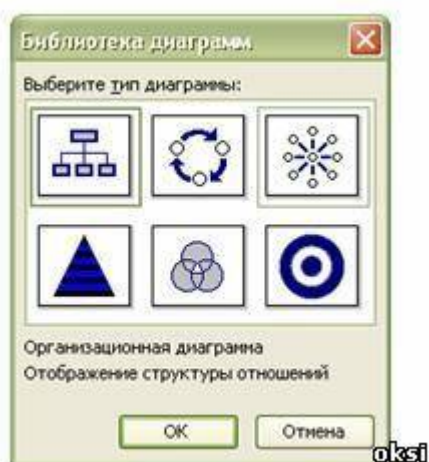 Библиотека диаграмм
Выберите тип диаграммы:
Организационная диаграмма
Отображение структуры отношений
ОК
Отмена
oksi